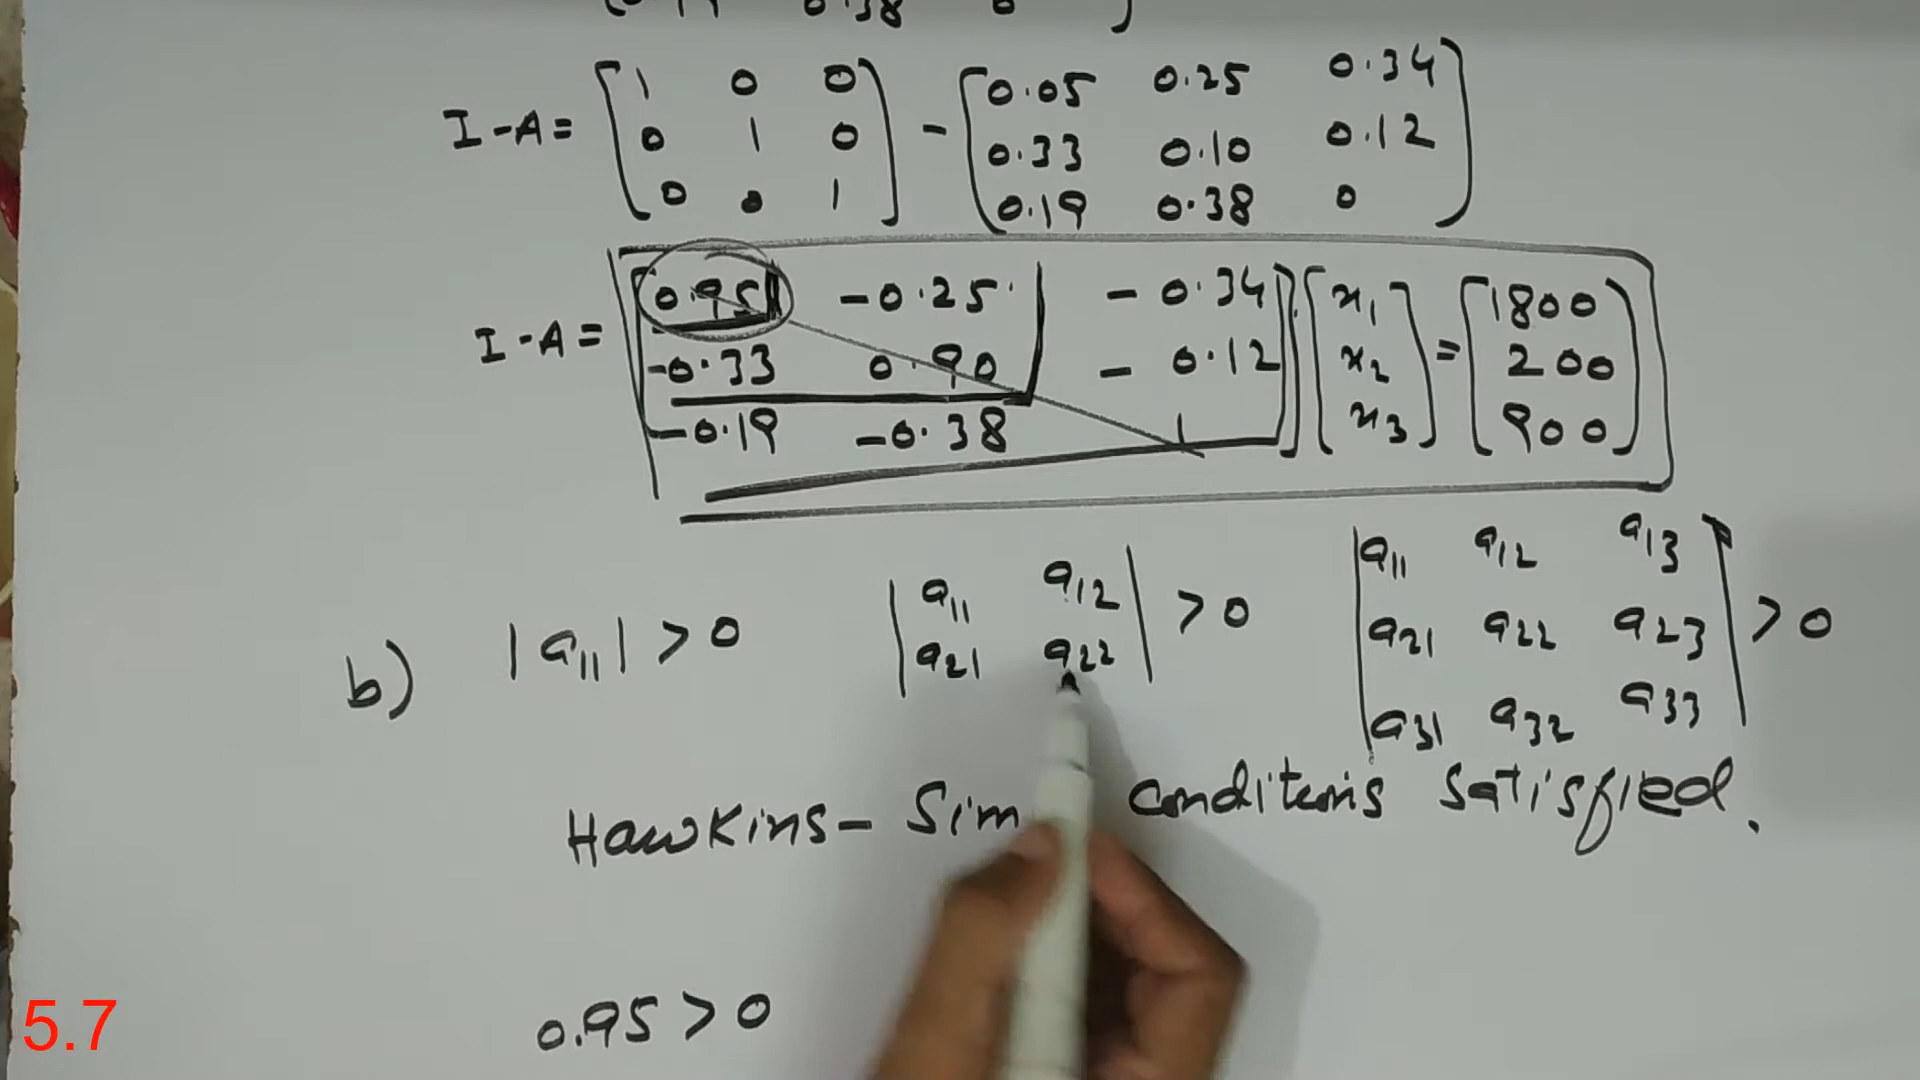 0.38 0
I-A = [1 0 0 - [0.05 0.25 0.34
0 1 0 0.33 0.10 0.12
0 0 1] 0.19 0.38 0]
I-A = [0.95 -0.25 -0.34] [x1] = [1800]
-0.33 0.90 -0.12 x2 200
-0.19 -0.38 1 x3 900
b) |a11| > 0 |a11 a12| > 0 |a11 a12 a13| > 0
a21 a22 a21 a22 a23
a31 a32 a33
Hawkins - Sim conditions satisfied.
0.95 > 0
5.7